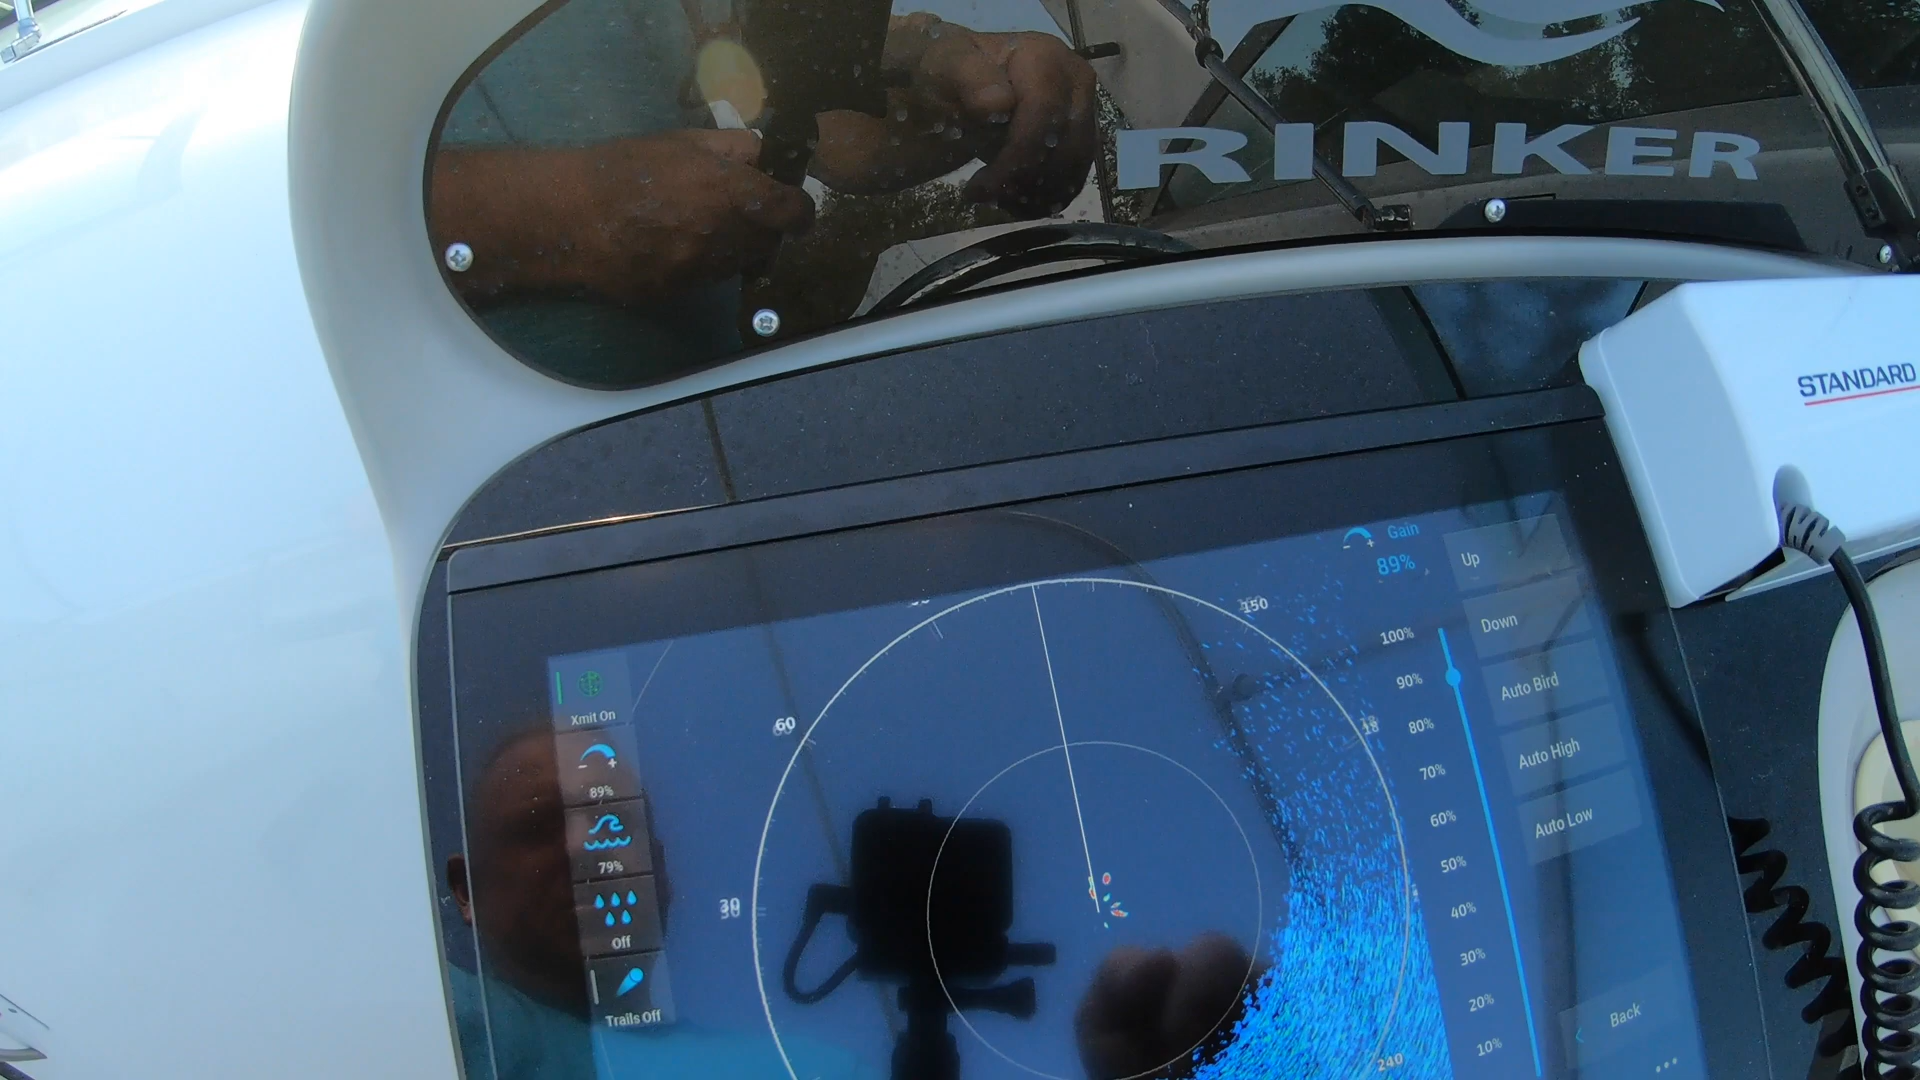 RINKER
STANDARD
Gain
89%
Up
Down
Auto Bird
Auto High
Auto Low
Back
100%
90%
80%
70%
60%
50%
40%
30%
20%
10%
150
60
30
240
Xmit On
89%
79%
Off
Trails Off